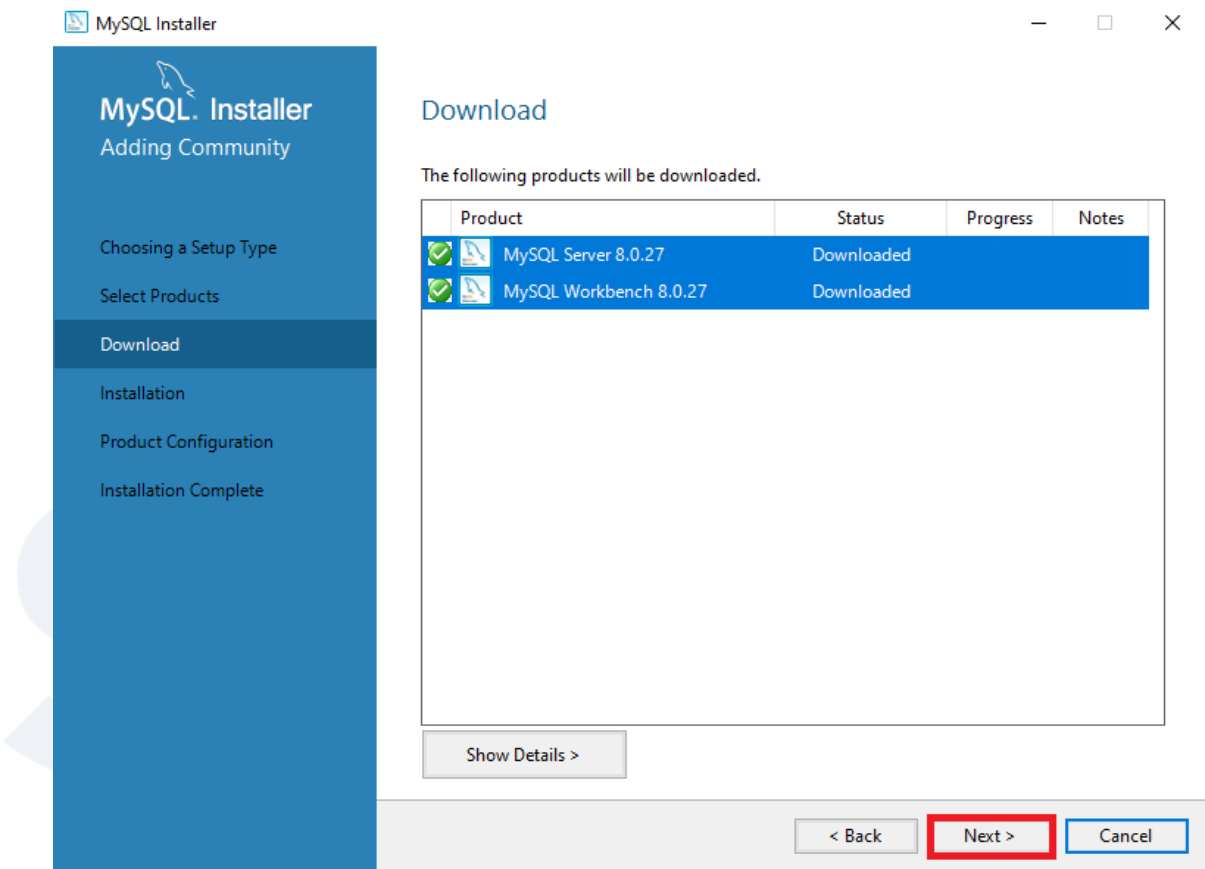 MySQL Installer
MySQL. Installer
Adding Community
Choosing a Setup Type
Select Products
Download
Installation
Product Configuration
Installation Complete
Download
The following products will be downloaded.
Product Status Progress Notes
MySQL Server 8.0.27 Downloaded
MySQL Workbench 8.0.27 Downloaded
Show Details >
< Back Next > Cancel